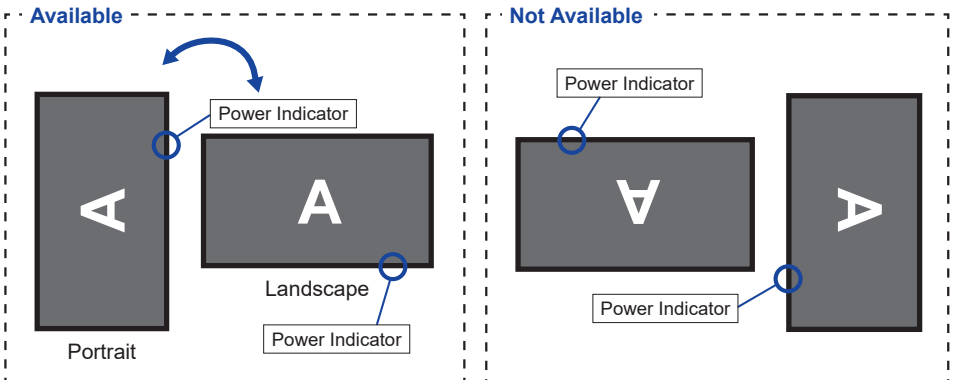 Available
Power Indicator
A
A
Landscape
Power Indicator
Portrait
Not Available
Power Indicator
A
A
Power Indicator